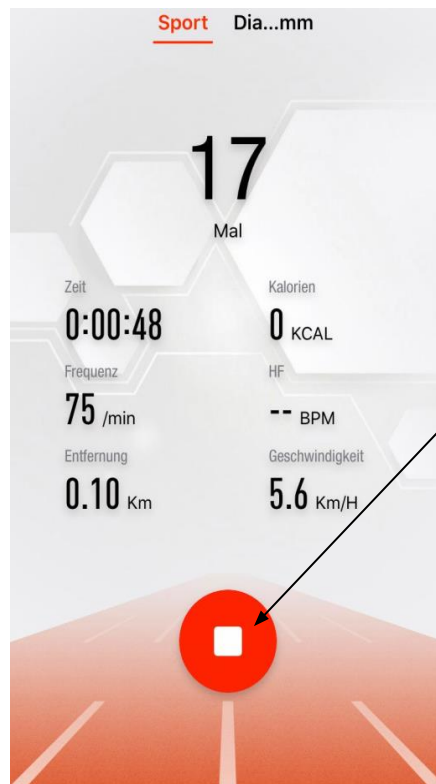 Sport Dia...mm
17
Mal
Zeit Kalorien
0:00:48 0 KCAL
Frequenz HF
75 /min -- BPM
Entfernung Geschwindigkeit
0.10 Km 5.6 Km/H